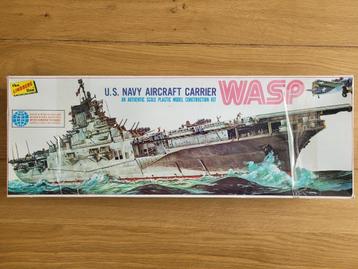 The
LINDBERG
Line
U.S. NAVY AIRCRAFT CARRIER
WASP
AN AUTHENTIC SCALE PLASTIC MODEL CONSTRUCTION KIT